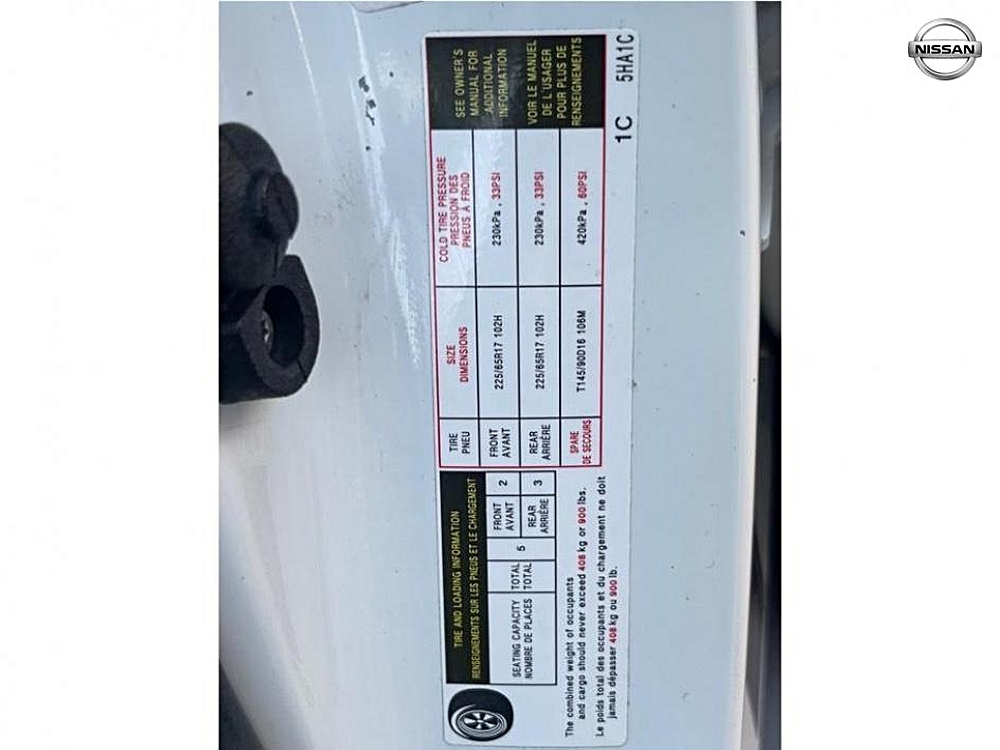 TIRE AND LOADING INFORMATION
RENSEIGNEMENTS SUR LES PNEUS ET LE CHARGEMENT
SEATING CAPACITY
NOMBRE DE PLACES
TOTAL
TOTAL
5
FRONT
AVANT
2
REAR
ARRIÈRE
3
The combined weight of occupants
and cargo should never exceed 408 kg or 900 lbs.
Le poids total des occupants et du chargement ne doit
jamais dépasser 408 kg ou 900 lb.
TIRE
PNEU
SIZE
DIMENSIONS
COLD TIRE PRESSURE
PRESSION DES
PNEUS À FROID
FRONT
AVANT
225/65R17 102H
230kPa , 33PSI
REAR
ARRIÈRE
225/65R17 102H
230kPa , 33PSI
SPARE
DE SECOURS
T145/90D16 106M
420kPa , 60PSI
SEE OWNER'S
MANUAL FOR
ADDITIONAL
INFORMATION
VOIR LE MANUEL
DE L'USAGER
POUR PLUS DE
RENSEIGNEMENTS
1C 5HA1C
NISSAN